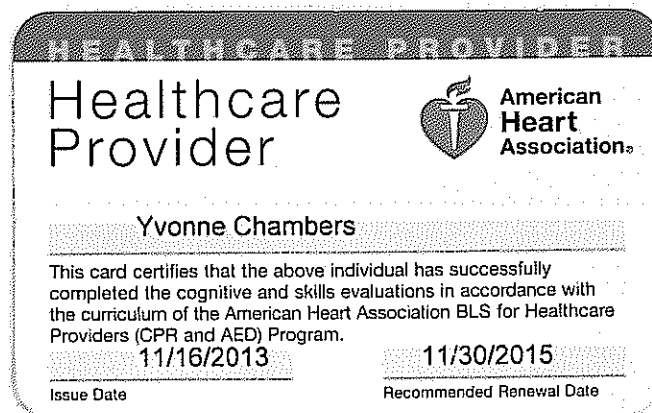 HEALTHCARE PROVIDER
Healthcare
Provider
American
Heart
Association®
Yvonne Chambers
This card certifies that the above individual has successfully
completed the cognitive and skills evaluations in accordance with
the curriculum of the American Heart Association BLS for Healthcare
Providers (CPR and AED) Program.
11/16/2013 11/30/2015
Issue Date Recommended Renewal Date